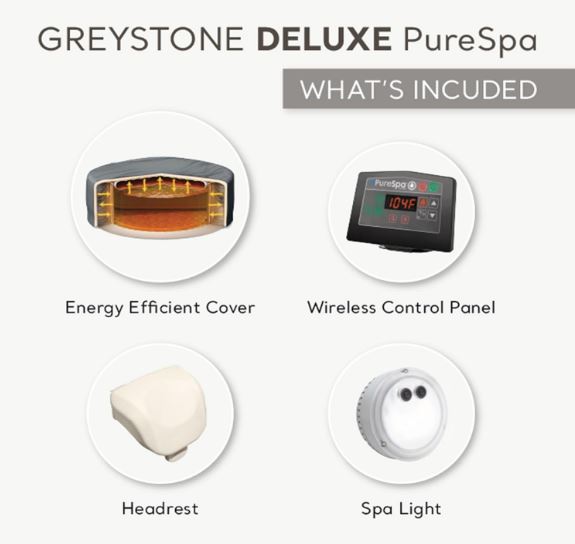 GREYSTONE DELUXE PureSpa
WHAT'S INCUDED
PureSpa
104F
Energy Efficient Cover
Wireless Control Panel
Headrest
Spa Light